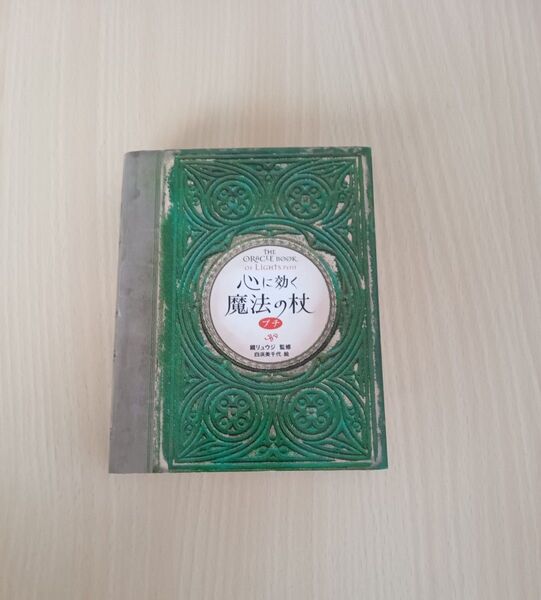 THE
ORACLE BOOK
OF LIGHTS PETIT
心に効く
魔法の杖
プチ
鏡リュウジ 監修
白浜美千代 絵